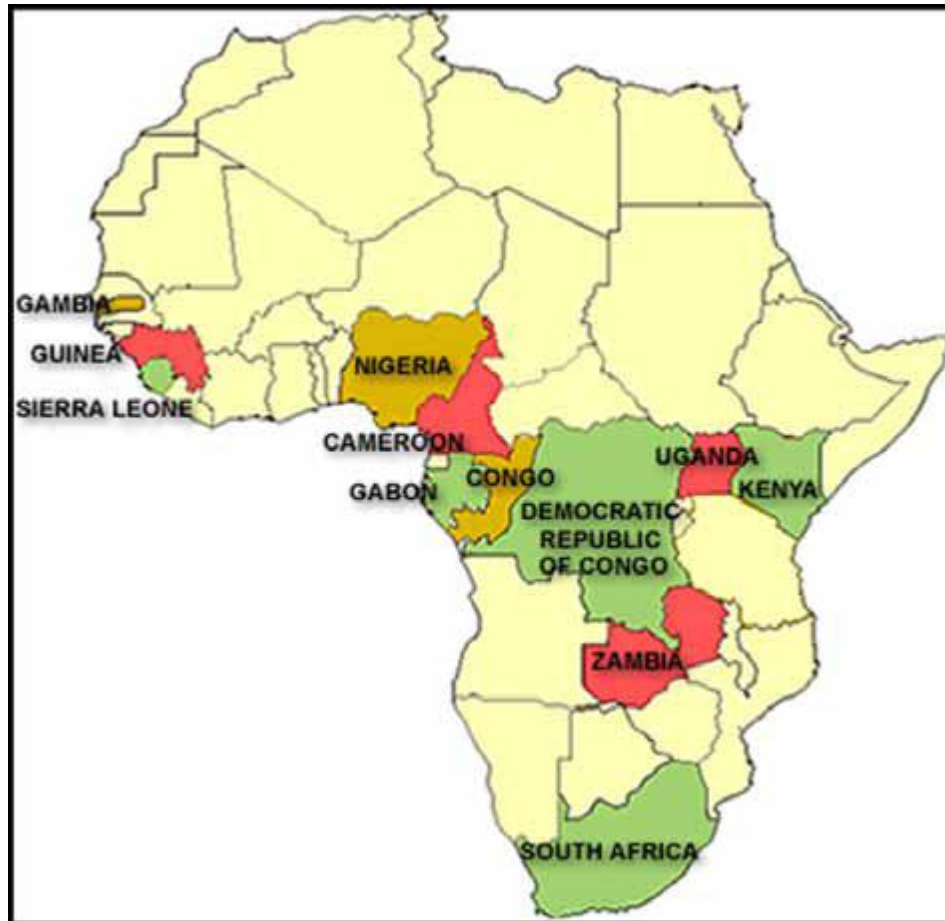 GAMBIA
GUINEA
SIERRA LEONE
NIGERIA
CAMEROON
GABON
CONGO
UGANDA
KENYA
DEMOCRATIC
REPUBLIC
OF CONGO
ZAMBIA
SOUTH AFRICA